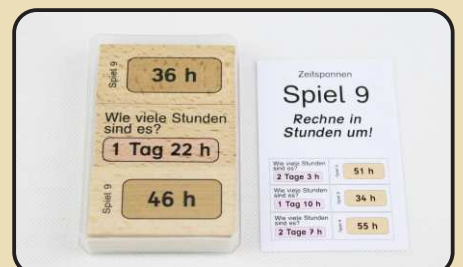 Spiel 9
36 h
Wie viele Stunden
sind es?
1 Tag 22 h
Spiel 9
46 h
Zeitsponnen
Spiel 9
Rechne in
Stunden um!
Wie viele Stunden
sind es?
2 Tage 3 h
51 h
Wie viele Stunden
sind es?
1 Tag 10 h
34 h
Wie viele Stunden
sind es?
2 Tage 7 h
55 h